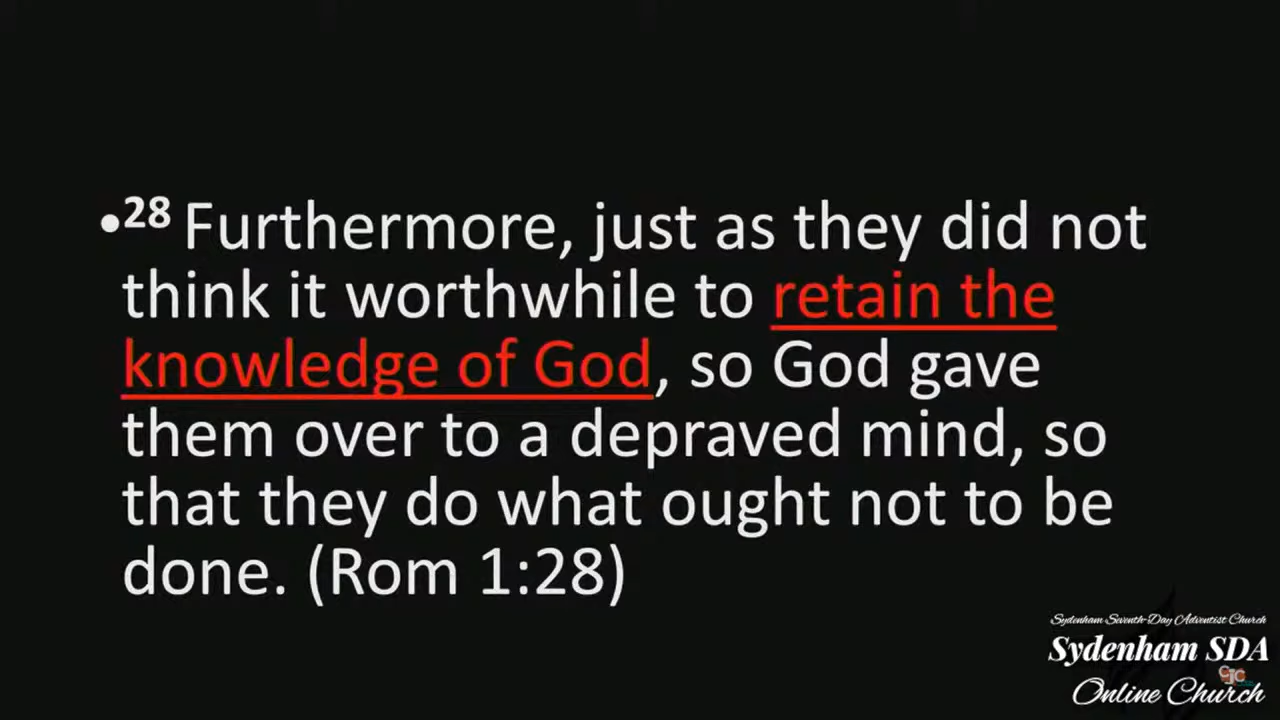 •28 Furthermore, just as they did not
think it worthwhile to retain the
knowledge of God, so God gave
them over to a depraved mind, so
that they do what ought not to be
done. (Rom 1:28)
Sydenham Seventh-Day Adventist Church
Sydenham SDA
Online Church